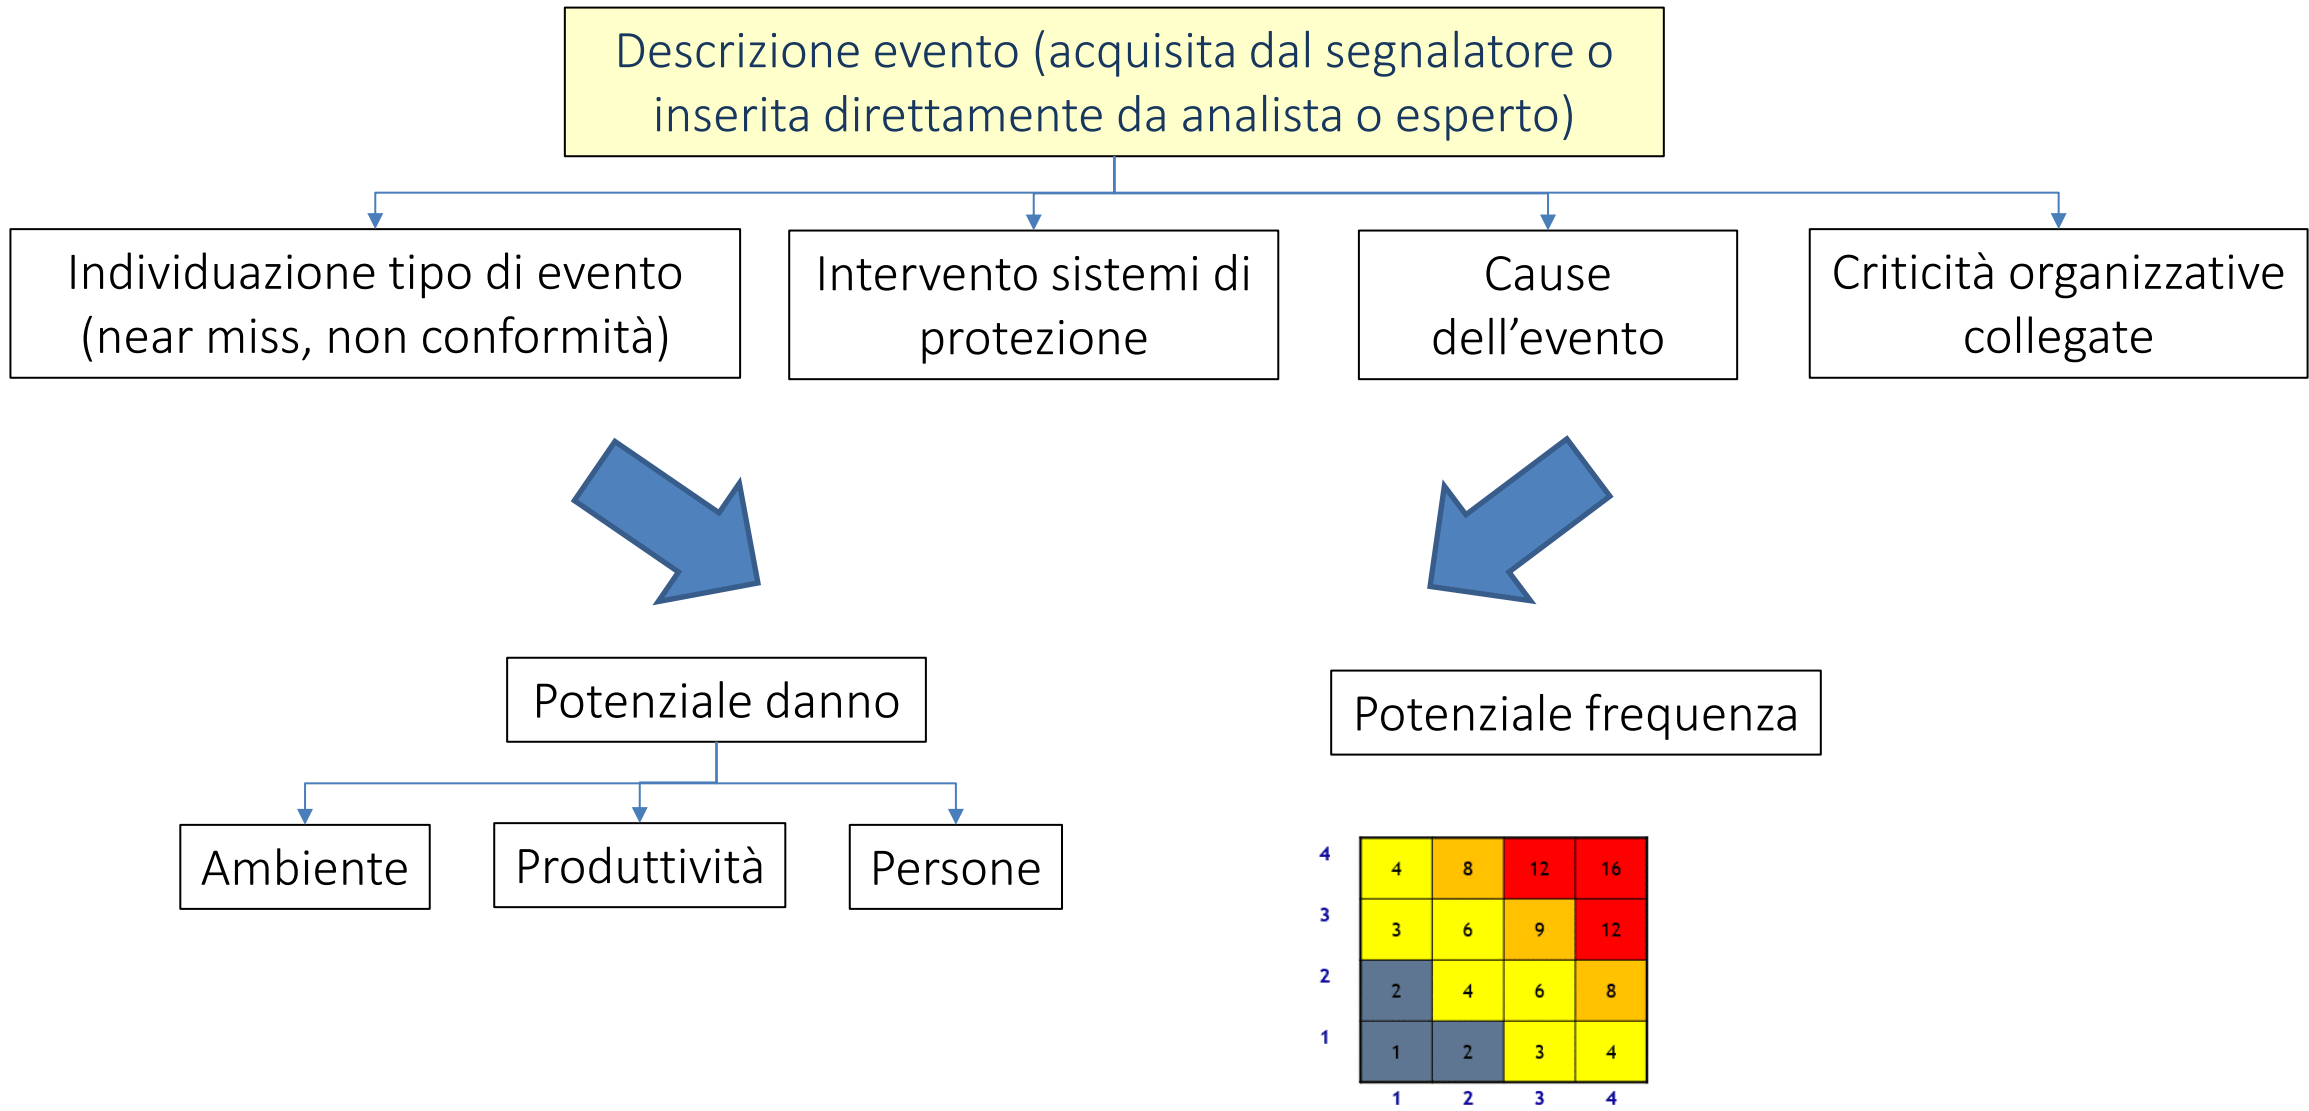 Descrizione evento (acquisita dal segnalatore o
inserita direttamente da analista o esperto)
Individuazione tipo di evento
(near miss, non conformità)
Intervento sistemi di
protezione
Cause
dell’evento
Criticità organizzative
collegate
Potenziale danno
Potenziale frequenza
Ambiente
Produttività
Persone
4 4 8 12 16
3 3 6 9 12
2 2 4 6 8
1 1 2 3 4
1 2 3 4